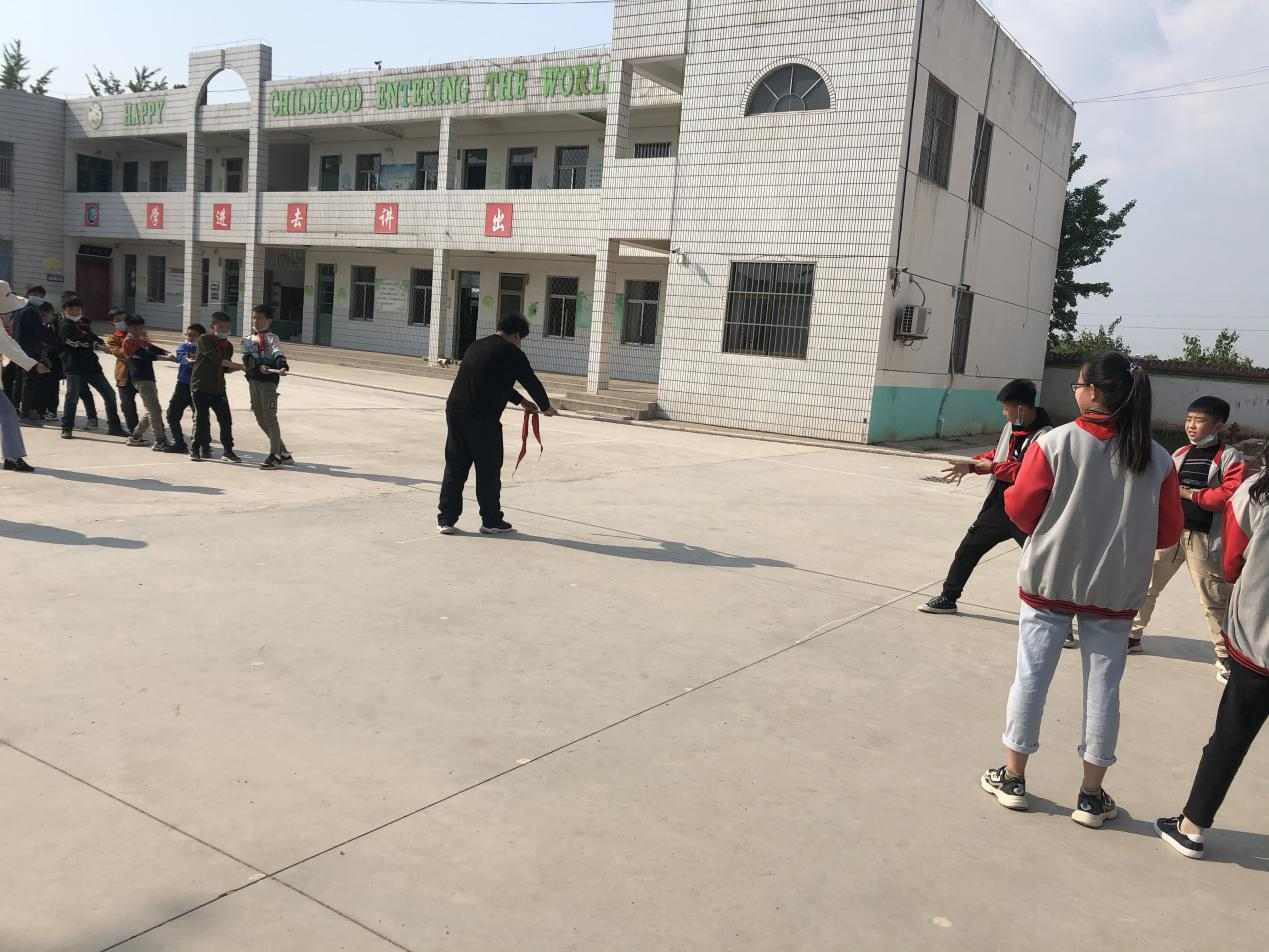 HAPPY CHILDHOOD ENTERING THE WORL
学 进 去 讲 出